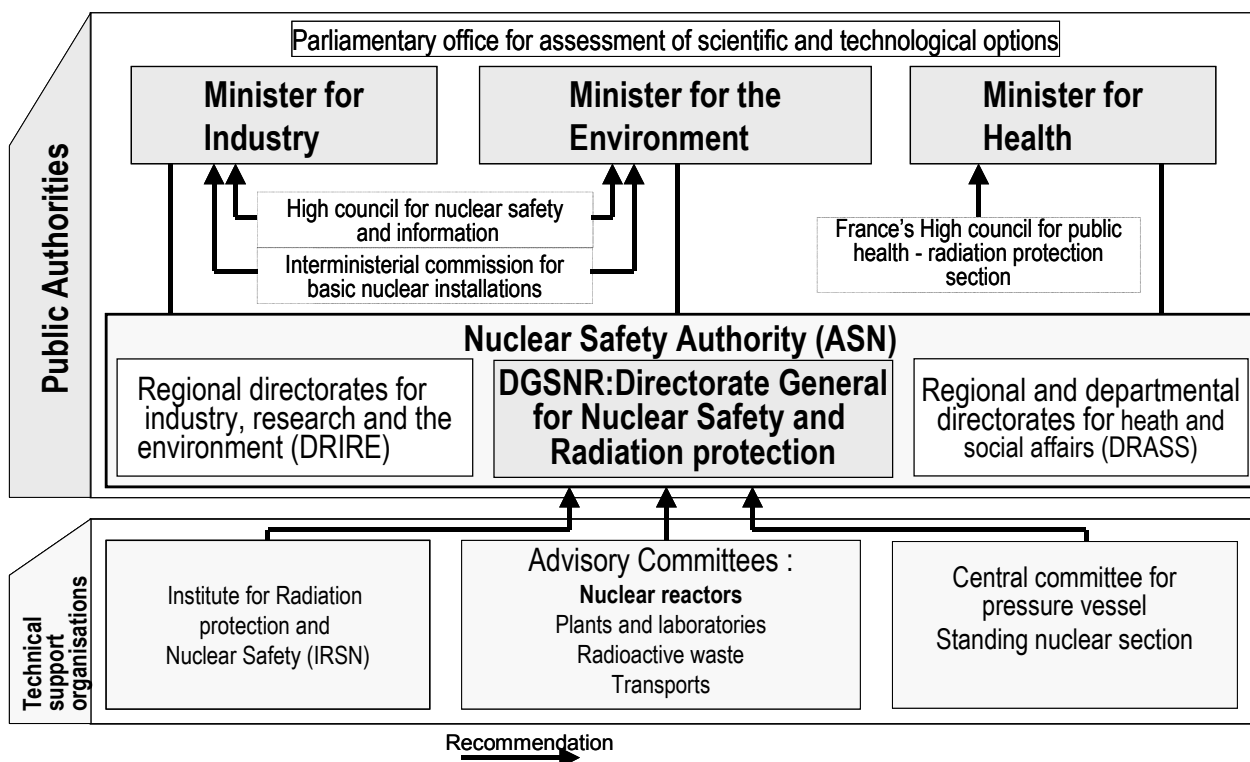 Public Authorities
Parliamentary office for assessment of scientific and technological options
Minister for
Industry
Minister for the
Environment
Minister for
Health
High council for nuclear safety
and information
Interministerial commission for
basic nuclear installations
France's High council for public
health - radiation protection
section
Nuclear Safety Authority (ASN)
Regional directorates for
industry, research and the
environment (DRIRE)
DGSNR:Directorate General
for Nuclear Safety and
Radiation protection
Regional and departmental
directorates for heath and
social affairs (DRASS)
Technical
support
organisations
Institute for Radiation
protection and
Nuclear Safety (IRSN)
Advisory Committees :
Nuclear reactors
Plants and laboratories
Radioactive waste
Transports
Central committee for
pressure vessel
Standing nuclear section
Recommendation